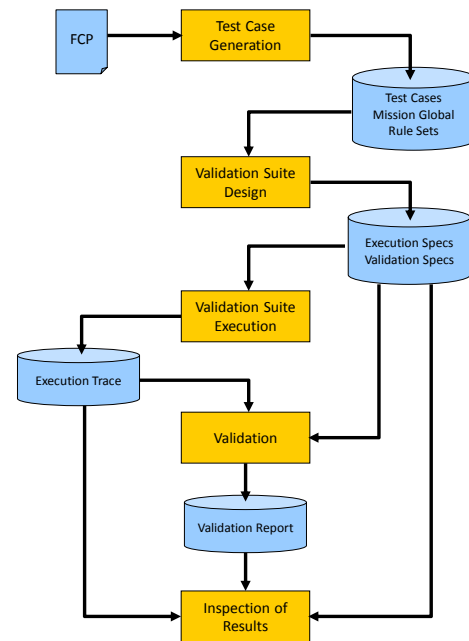 FCP
Test Case
Generation
Test Cases
Mission Global
Rule Sets
Validation Suite
Design
Execution Specs
Validation Specs
Validation Suite
Execution
Execution Trace
Validation
Validation Report
Inspection of
Results